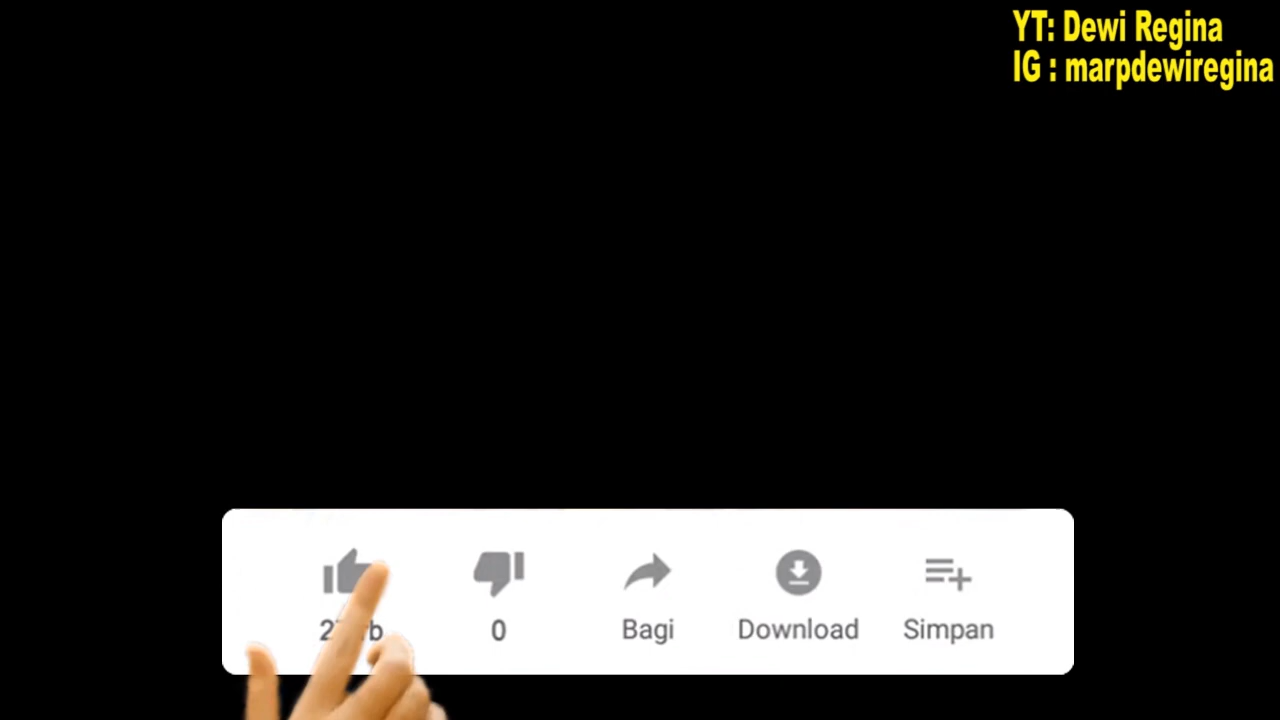 YT: Dewi Regina
IG : marpdewiregina
0
Bagi
Download
Simpan